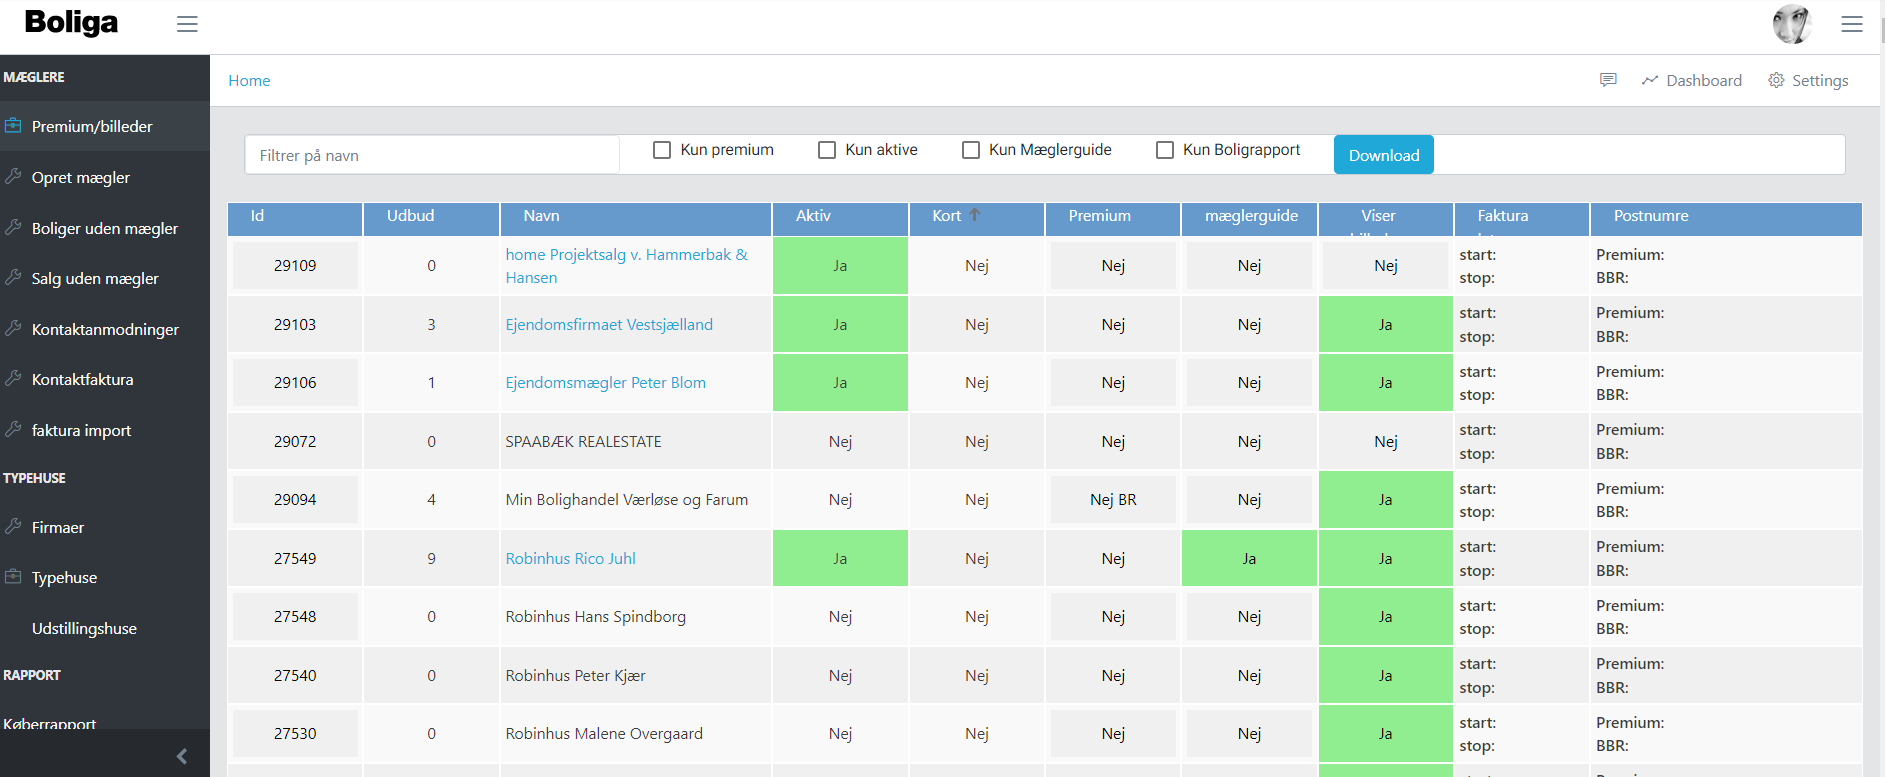 Boliga
MÆGLERE
Premium/billeder
Opret mægler
Boliger uden mægler
Salg uden mægler
Kontaktanmodninger
Kontaktfaktura
faktura import
TYPEHUSE
Firmaer
Typehuse
Udstillingshuse
RAPPORT
Køberrapport
Home
Dashboard Settings
Filtrer på navn Kun premium Kun aktive Kun Mæglerguide Kun Boligrapport Download
Id Udbud Navn Aktiv Kort Premium mæglerguide Viser Faktura Postnumre
29109 0 home Projektsalg v. Hammerbak & Hansen Ja Nej Nej Nej Nej start: Premium:
stop: BBR:
29103 3 Ejendomsfirmaet Vestsjælland Ja Nej Nej Nej Ja start: Premium:
stop: BBR:
29106 1 Ejendomsmægler Peter Blom Ja Nej Nej Nej Ja start: Premium:
stop: BBR:
29072 0 SPAABÆK REALESTATE Nej Nej Nej Nej Nej start: Premium:
stop: BBR:
29094 4 Min Bolighandel Værløse og Farum Nej Nej Nej BR Nej Ja start: Premium:
stop: BBR:
27549 9 Robinhus Rico Juhl Ja Nej Nej Ja Ja start: Premium:
stop: BBR:
27548 0 Robinhus Hans Spindborg Nej Nej Nej Nej Ja start: Premium:
stop: BBR:
27540 0 Robinhus Peter Kjær Nej Nej Nej Nej Ja start: Premium:
stop: BBR:
27530 0 Robinhus Malene Overgaard Nej Nej Nej Nej Ja start: Premium:
stop: BBR: